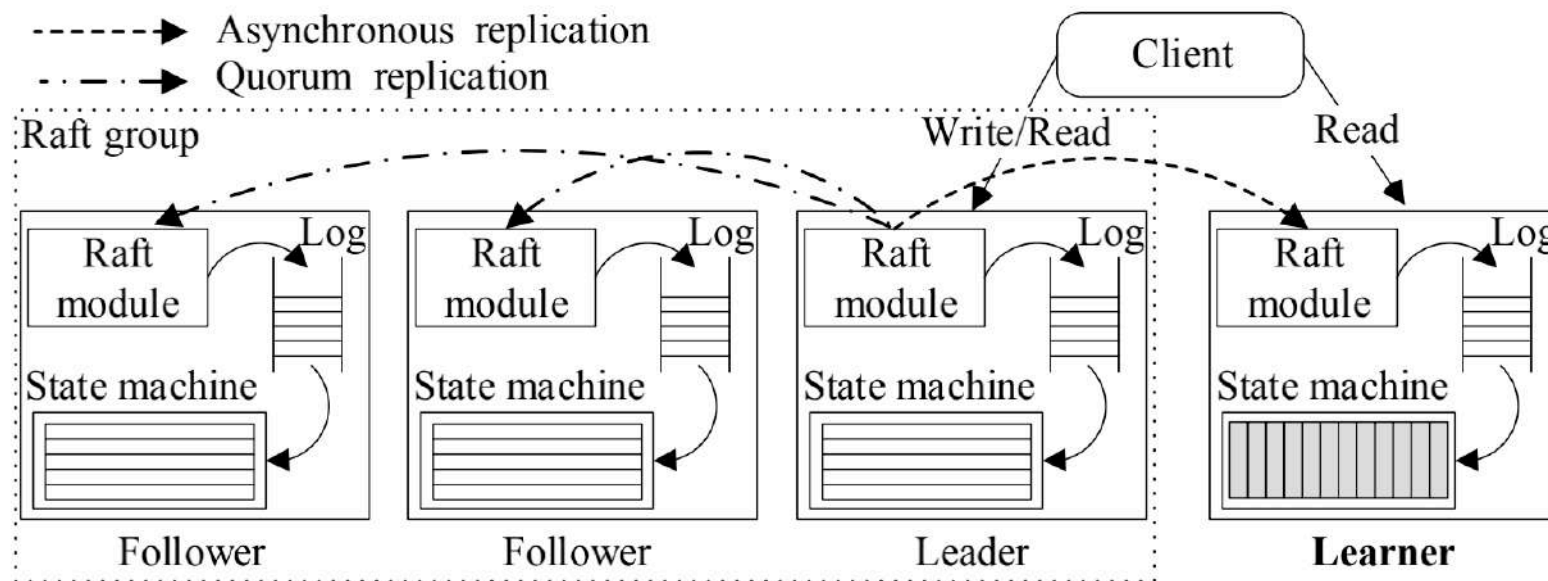 Asynchronous replication
Quorum replication
Client
Raft group
Write/Read
Read
Raft
module
Log
State machine
Follower
Raft
module
Log
State machine
Follower
Raft
module
Log
State machine
Leader
Raft
module
Log
State machine
Learner